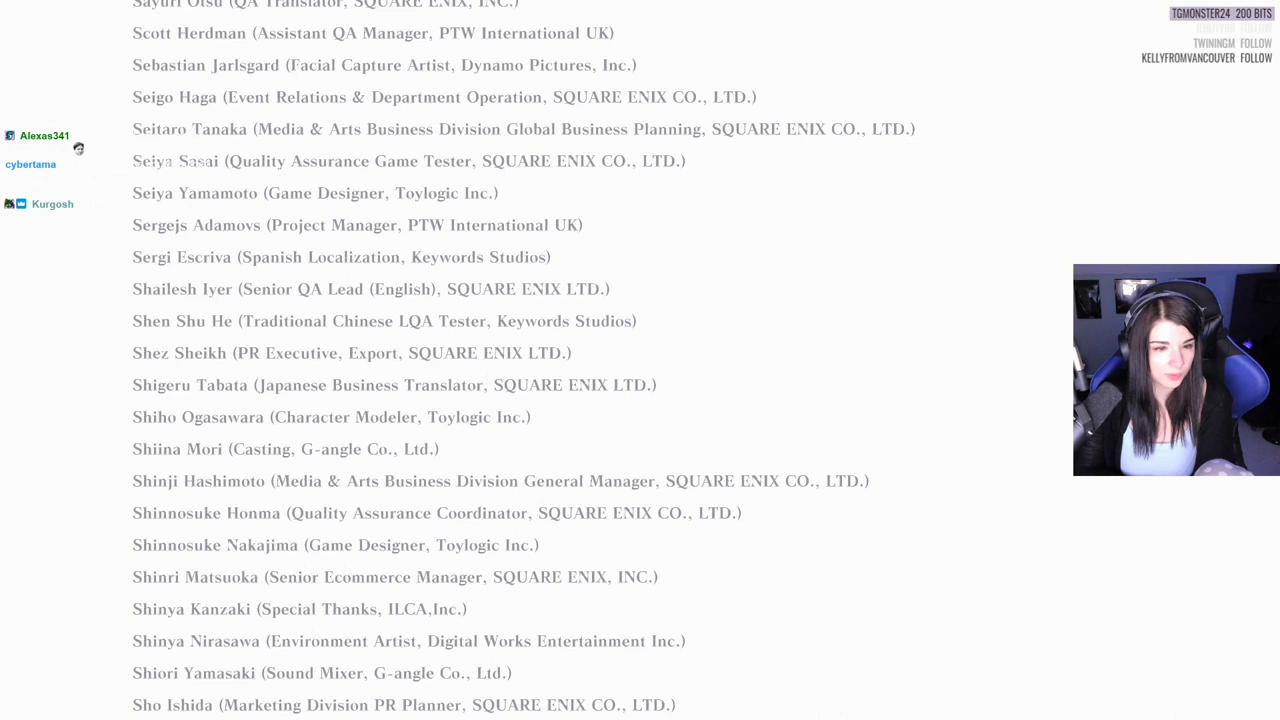 Sayuri Otsu (QA Translator, SQUARE ENIX, INC.)
Scott Herdman (Assistant QA Manager, PTW International UK)
Sebastian Jarlsgard (Facial Capture Artist, Dynamo Pictures, Inc.)
Seigo Haga (Event Relations & Department Operation, SQUARE ENIX CO., LTD.)
Seitaro Tanaka (Media & Arts Business Division Global Business Planning, SQUARE ENIX CO., LTD.)
Seiya Sasai (Quality Assurance Game Tester, SQUARE ENIX CO., LTD.)
Seiya Yamamoto (Game Designer, Toylogic Inc.)
Sergejs Adamovs (Project Manager, PTW International UK)
Sergi Escriva (Spanish Localization, Keywords Studios)
Shailesh Iyer (Senior QA Lead (English), SQUARE ENIX LTD.)
Shen Shu He (Traditional Chinese LQA Tester, Keywords Studios)
Shez Sheikh (PR Executive, Export, SQUARE ENIX LTD.)
Shigeru Tabata (Japanese Business Translator, SQUARE ENIX LTD.)
Shiho Ogasawara (Character Modeler, Toylogic Inc.)
Shiina Mori (Casting, G-angle Co., Ltd.)
Shinji Hashimoto (Media & Arts Business Division General Manager, SQUARE ENIX CO., LTD.)
Shinnosuke Honma (Quality Assurance Coordinator, SQUARE ENIX CO., LTD.)
Shinnosuke Nakajima (Game Designer, Toylogic Inc.)
Shinri Matsuoka (Senior Ecommerce Manager, SQUARE ENIX, INC.)
Shinya Kanzaki (Special Thanks, ILCA,Inc.)
Shinya Nirasawa (Environment Artist, Digital Works Entertainment Inc.)
Shiori Yamasaki (Sound Mixer, G-angle Co., Ltd.)
Sho Ishida (Marketing Division PR Planner, SQUARE ENIX CO., LTD.)
Alexas341
cybertama
Kurgosh
TGMONSTER24 200 BITS
TWININGM FOLLOW
KELLYFROMVANCOUVER FOLLOW